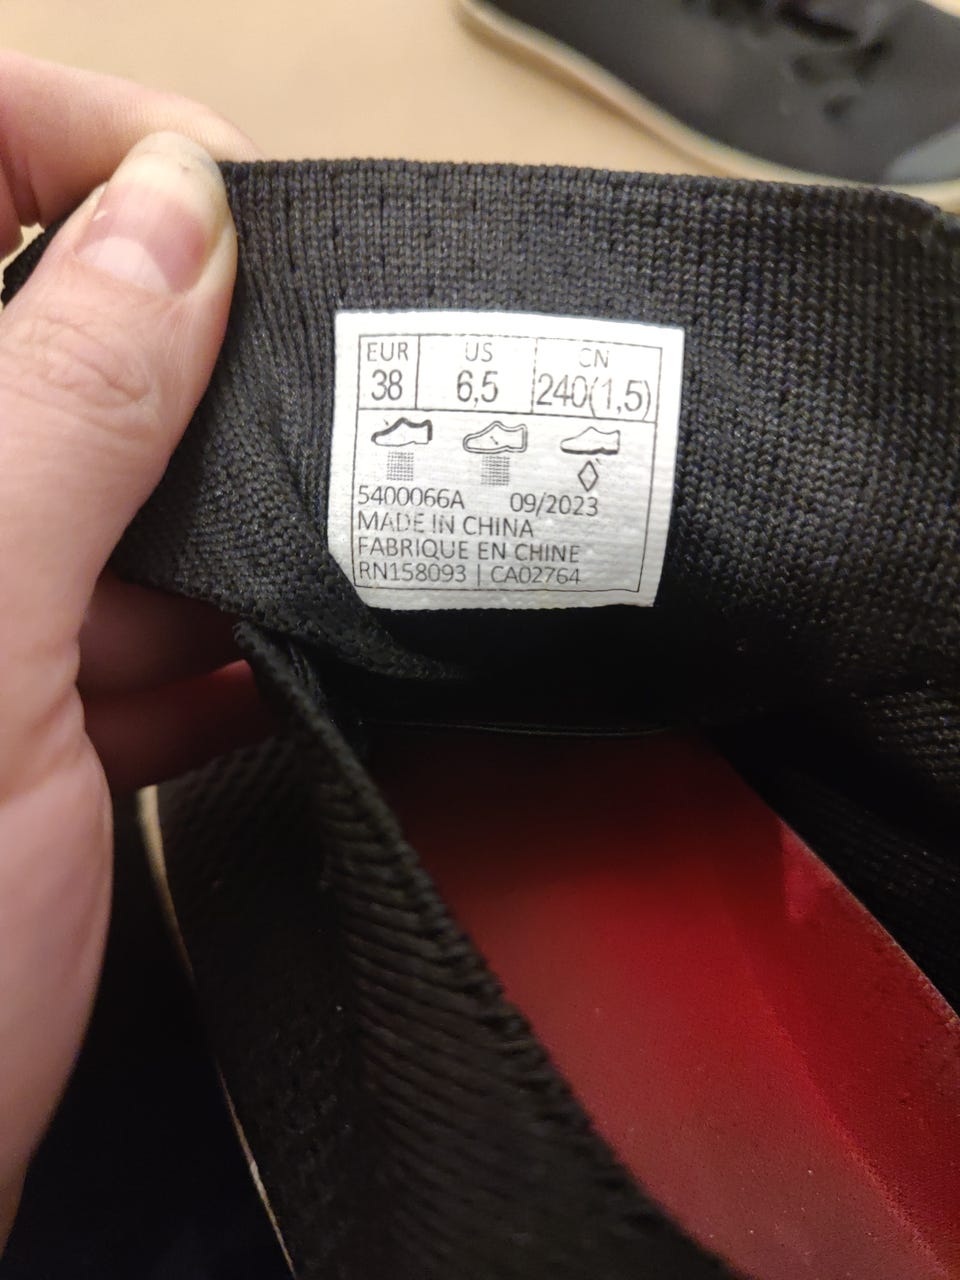 EUR US CN
38 6,5 240(1,5)
5400066A 09/2023
MADE IN CHINA
FABRIQUE EN CHINE
RN158093 | CA02764